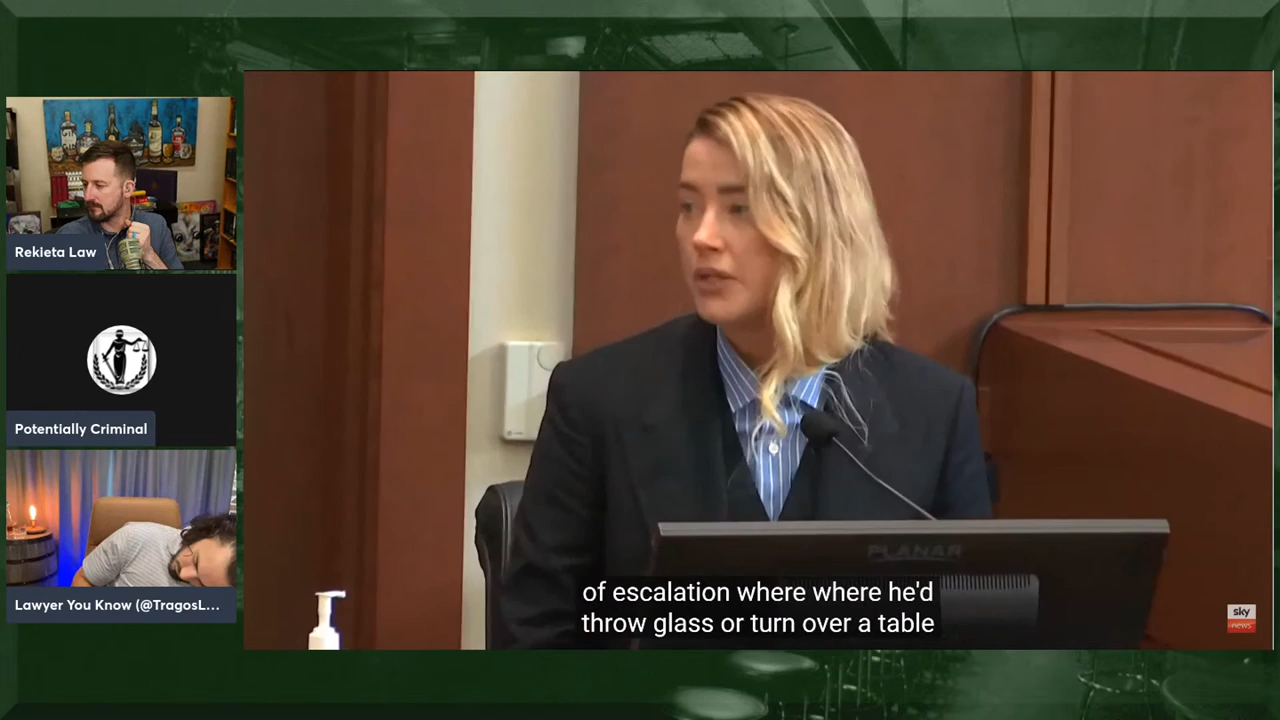 Rekieta Law
Potentially Criminal
Lawyer You Know (@TragosL...
PLANAR
of escalation where where he'd
throw glass or turn over a table
sky
news